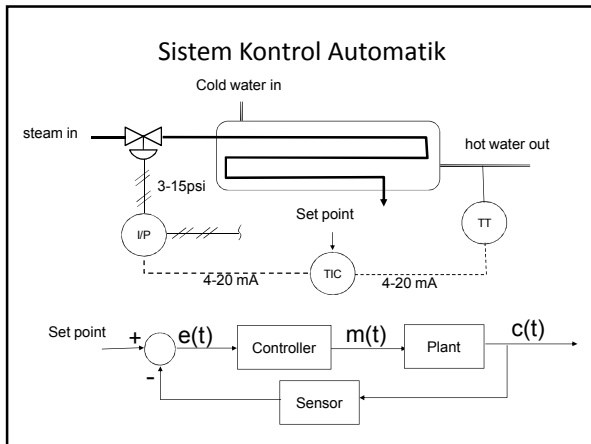 Sistem Kontrol Automatik
Cold water in
steam in
hot water out
3-15psi
Set point
I/P
TT
TIC
4-20 mA
4-20 mA
Set point
+
e(t)
Controller
m(t)
Plant
c(t)
-
Sensor